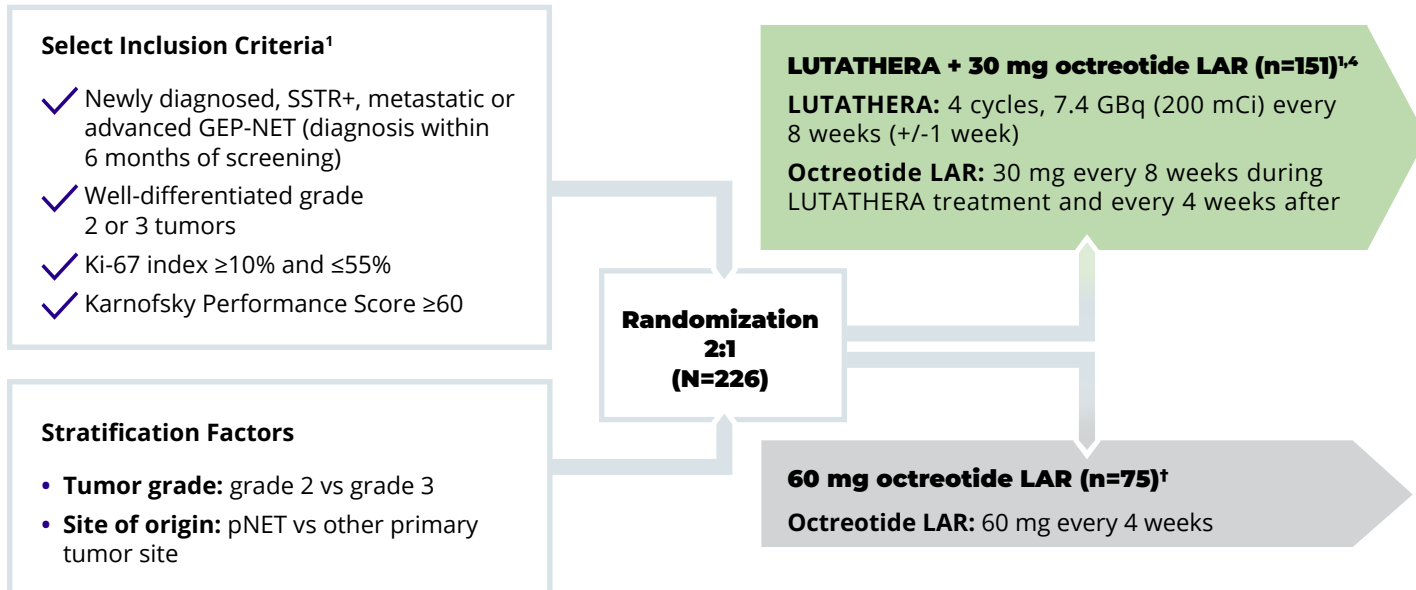 Select Inclusion Criteria¹
Newly diagnosed, SSTR+, metastatic or
advanced GEP-NET (diagnosis within
6 months of screening)
Well-differentiated grade
2 or 3 tumors
Ki-67 index ≥10% and ≤55%
Karnofsky Performance Score ≥60
Stratification Factors
• Tumor grade: grade 2 vs grade 3
• Site of origin: pNET vs other primary
tumor site
Randomization
2:1
(N=226)
LUTATHERA + 30 mg octreotide LAR (n=151)¹,⁴
LUTATHERA: 4 cycles, 7.4 GBq (200 mCi) every
8 weeks (+/-1 week)
Octreotide LAR: 30 mg every 8 weeks during
LUTATHERA treatment and every 4 weeks after
60 mg octreotide LAR (n=75)†
Octreotide LAR: 60 mg every 4 weeks